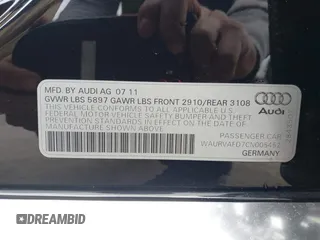 MFD. BY AUDI AG 07 11
GVWR LBS 5897 GAWR LBS FRONT 2910/REAR 3108
THIS VEHICLE CONFORMS TO ALL APPLICABLE U.S.
FEDERAL MOTOR VEHICLE SAFETY, BUMPER AND THEFT
PREVENTION STANDARDS IN EFFECT ON THE DATE OF
MANUFACTURE SHOWN ABOVE.
Audi
PASSENGER CAR
GERMANY
DREAMBID